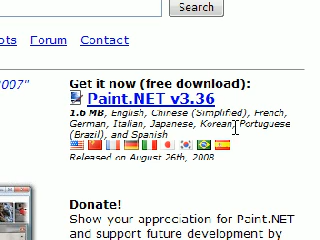 Search
ots Forum Contact
2007"
Get it now (free download):
Paint.NET v3.36
1.6 MB, English, Chinese (Simplified), French,
German, Italian, Japanese, Korean, Portuguese
(Brazil), and Spanish
Released on August 26th, 2008
Donate!
Show your appreciation for Paint.NET
and support future development by